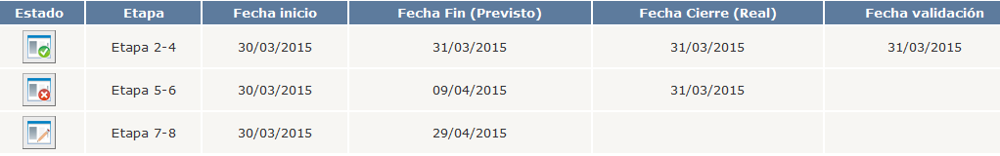 Estado Etapa Fecha inicio Fecha Fin (Previsto) Fecha Cierre (Real) Fecha validación
Etapa 2-4 30/03/2015 31/03/2015 31/03/2015 31/03/2015
Etapa 5-6 30/03/2015 09/04/2015 31/03/2015
Etapa 7-8 30/03/2015 29/04/2015